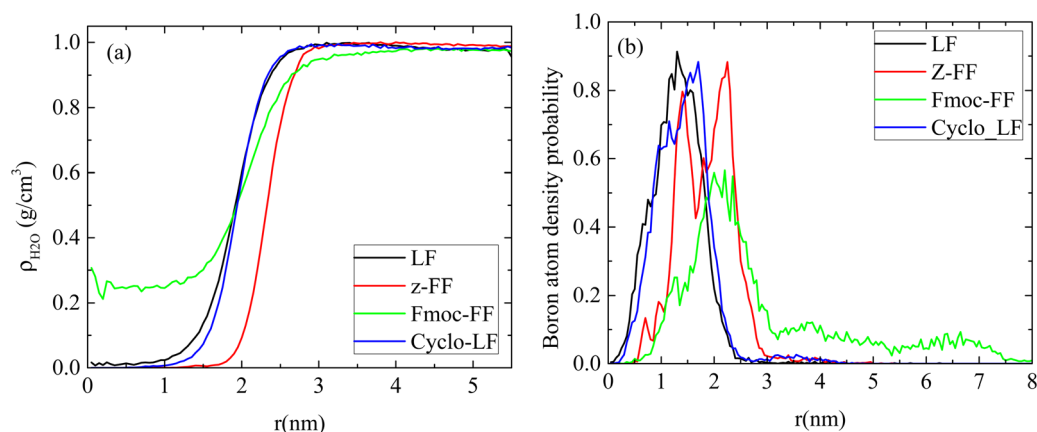 (a)
1.0
0.8
0.6
0.4
0.2
0.0
ρH2O (g/cm3)
LF
z-FF
Fmoc-FF
Cyclo-LF
0 1 2 3 4 5
r(nm)
(b)
1.0
0.8
0.6
0.4
0.2
0.0
Boron atom density probability
LF
Z-FF
Fmoc-FF
Cyclo_LF
0 1 2 3 4 5 6 7 8
r(nm)